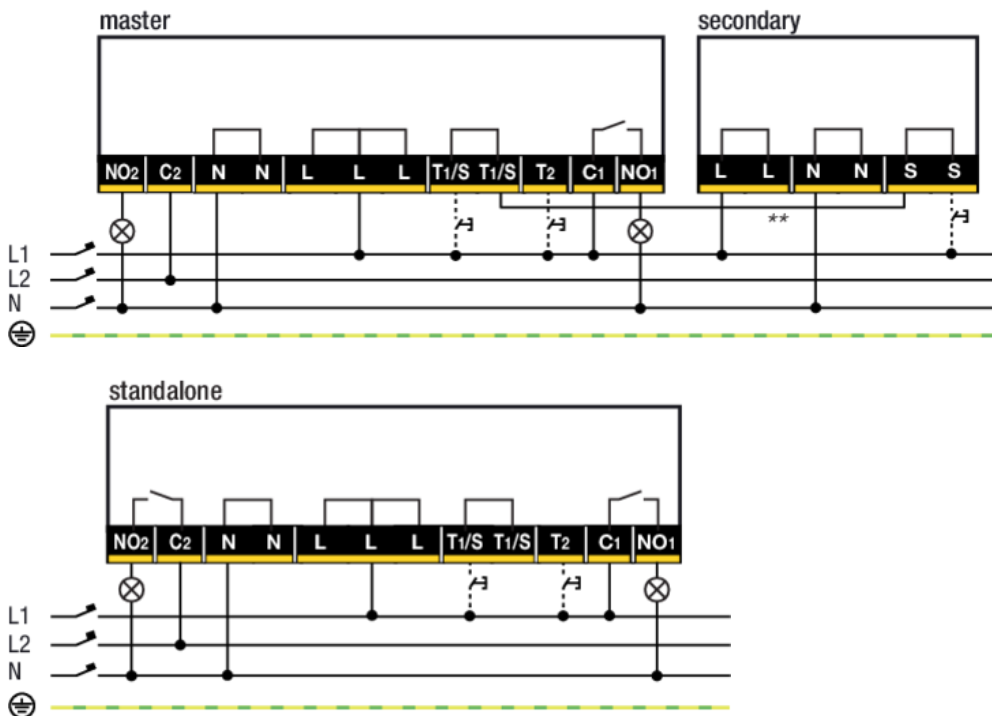 master secondary
NO2 C2 N N L L L T1/S T1/S T2 C1 NO1 L L N N S S
**
L1
L2
N
standalone
NO2 C2 N N L L L T1/S T1/S T2 C1 NO1
L1
L2
N